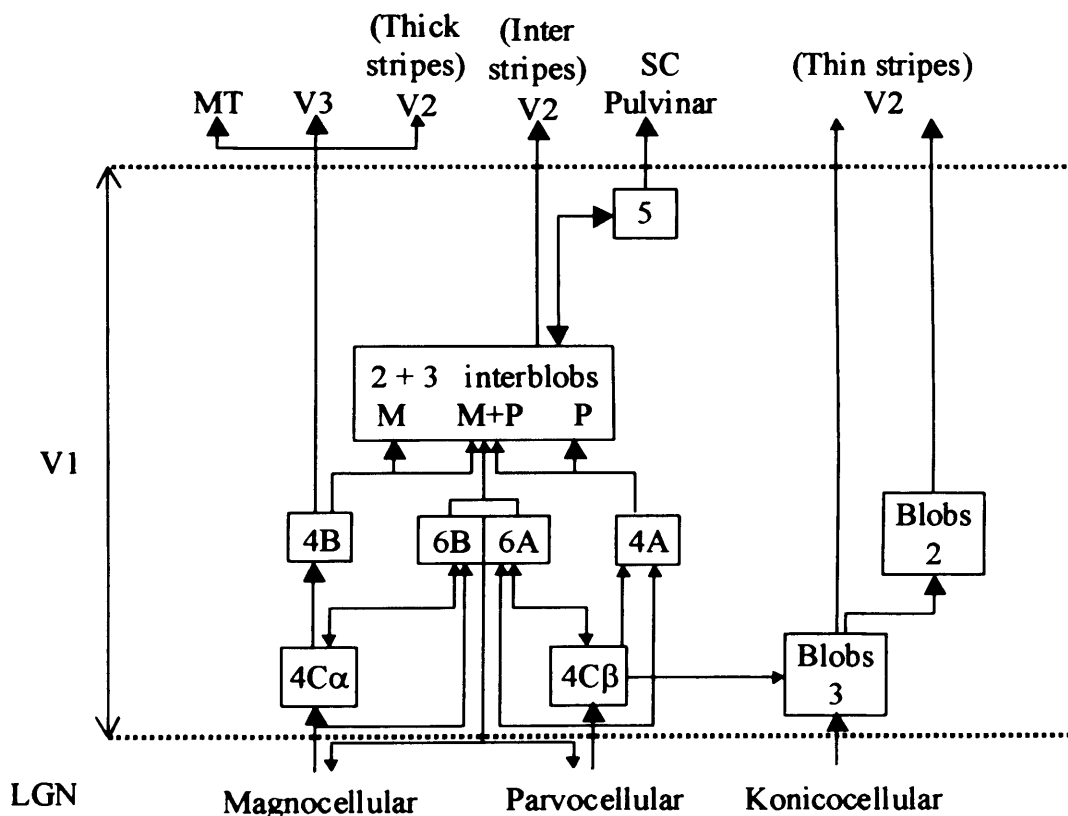 (Thick
stripes)
V2
(Inter
stripes)
V2
SC
Pulvinar
(Thin stripes)
V2
MT
V3
5
2 + 3 interblobs
M M+P P
V1
4B
6B
6A
4A
Blobs
2
4Cα
4Cβ
Blobs
3
LGN
Magnocellular
Parvocellular
Konicocellular